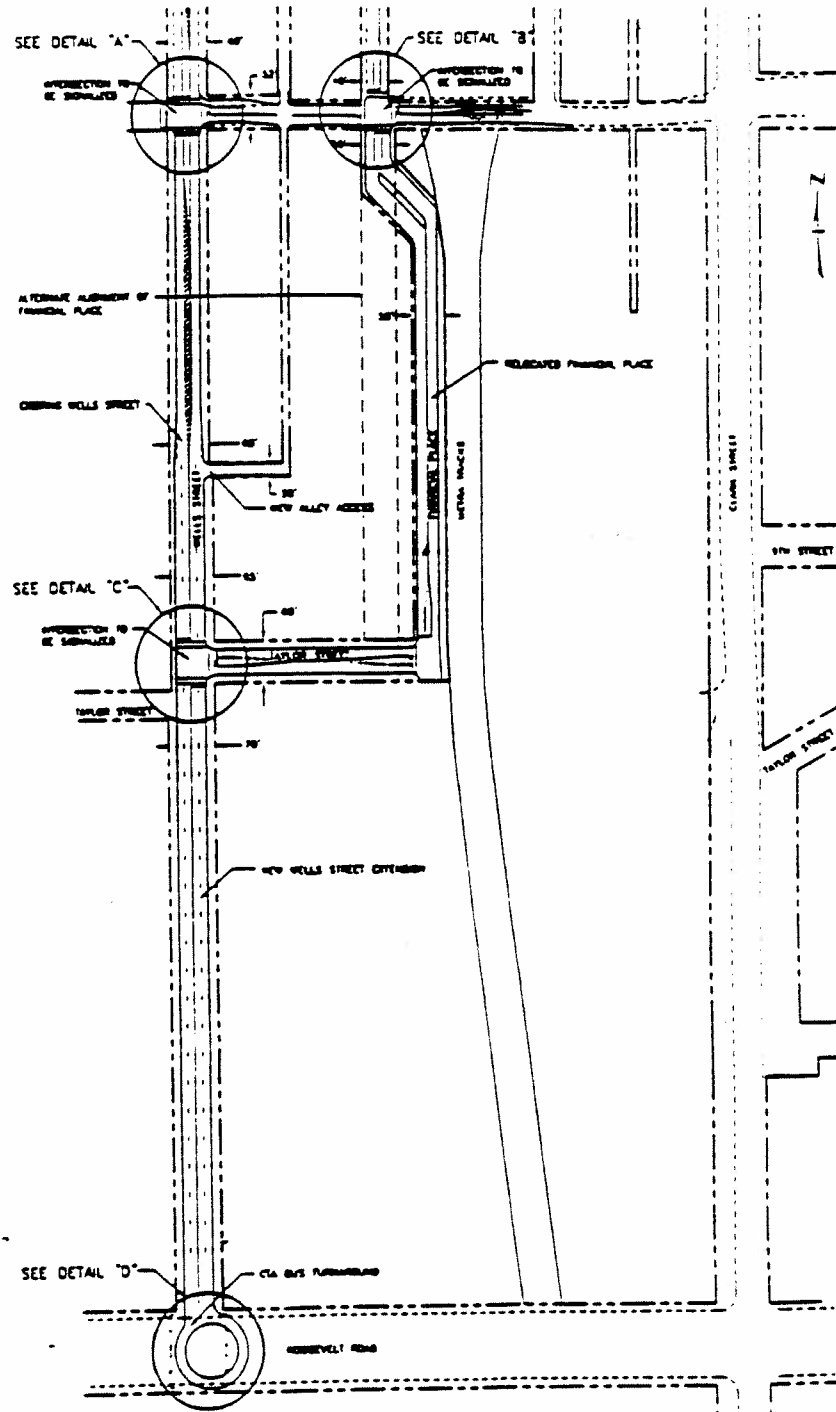 SEE DETAIL "A"
SEE DETAIL "B"
INTERSECTION TO
BE SIGNALIZED
INTERSECTION TO
BE SIGNALIZED
N
ALTERNATE ALIGNMENT OF
FINANCIAL PLACE
RELOCATED FINANCIAL PLACE
EXISTING WELLS STREET
WELLS STREET
FINANCIAL PLACE
METRA TRACKS
CLARK STREET
NEW ALLEY ACCESS
9TH STREET
SEE DETAIL "C"
INTERSECTION TO
BE SIGNALIZED
TAYLOR STREET
TAYLOR STREET
TAYLOR STREET
70'
NEW WELLS STREET EXTENSION
SEE DETAIL "D"
CTA BUS TURNAROUND
ROOSEVELT ROAD